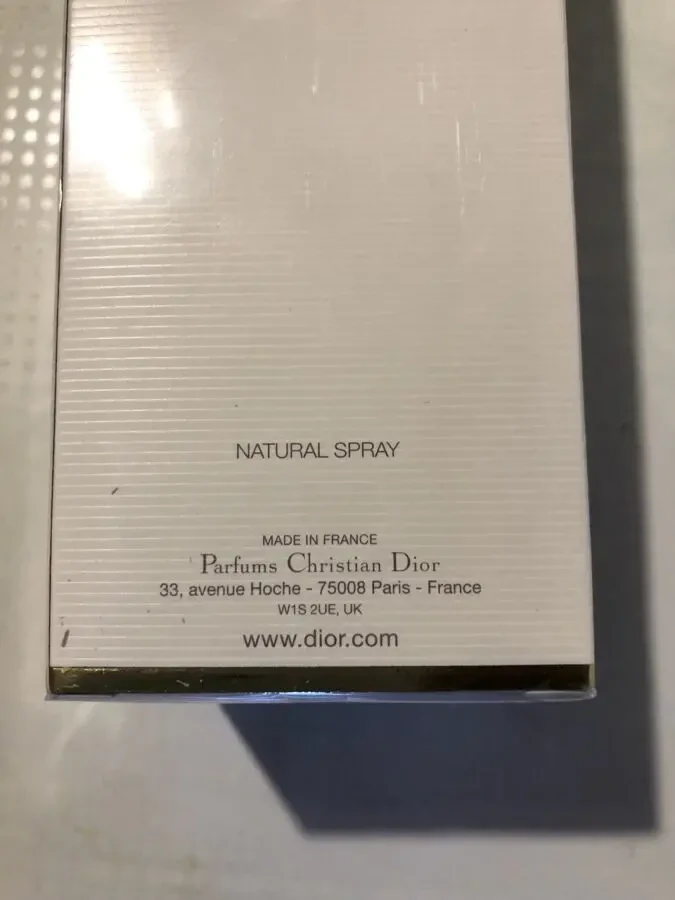 NATURAL SPRAY
MADE IN FRANCE
Parfums Christian Dior
33, avenue Hoche - 75008 Paris - France
W1S 2UE, UK
www.dior.com